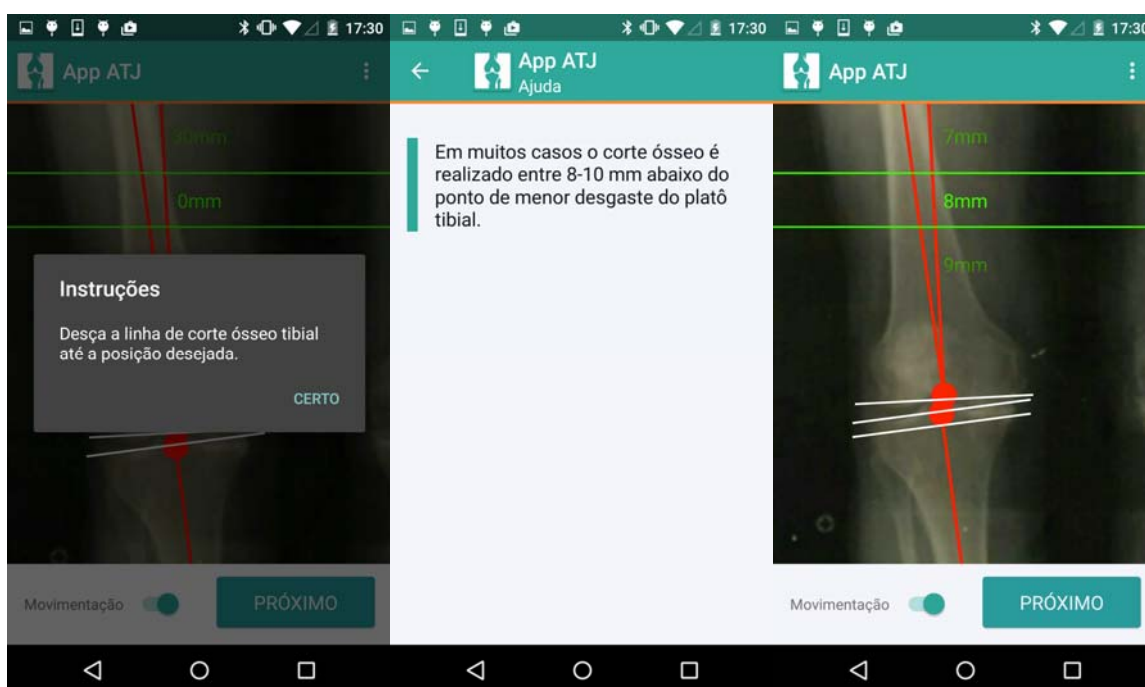 17:30
App ATJ
30mm
0mm
Instruções
Desça a linha de corte ósseo tibial
até a posição desejada.
CERTO
Movimentação
PRÓXIMO
17:30
App ATJ
Ajuda
Em muitos casos o corte ósseo é
realizado entre 8-10 mm abaixo do
ponto de menor desgaste do platô
tibial.
17:30
App ATJ
7mm
8mm
9mm
Movimentação
PRÓXIMO